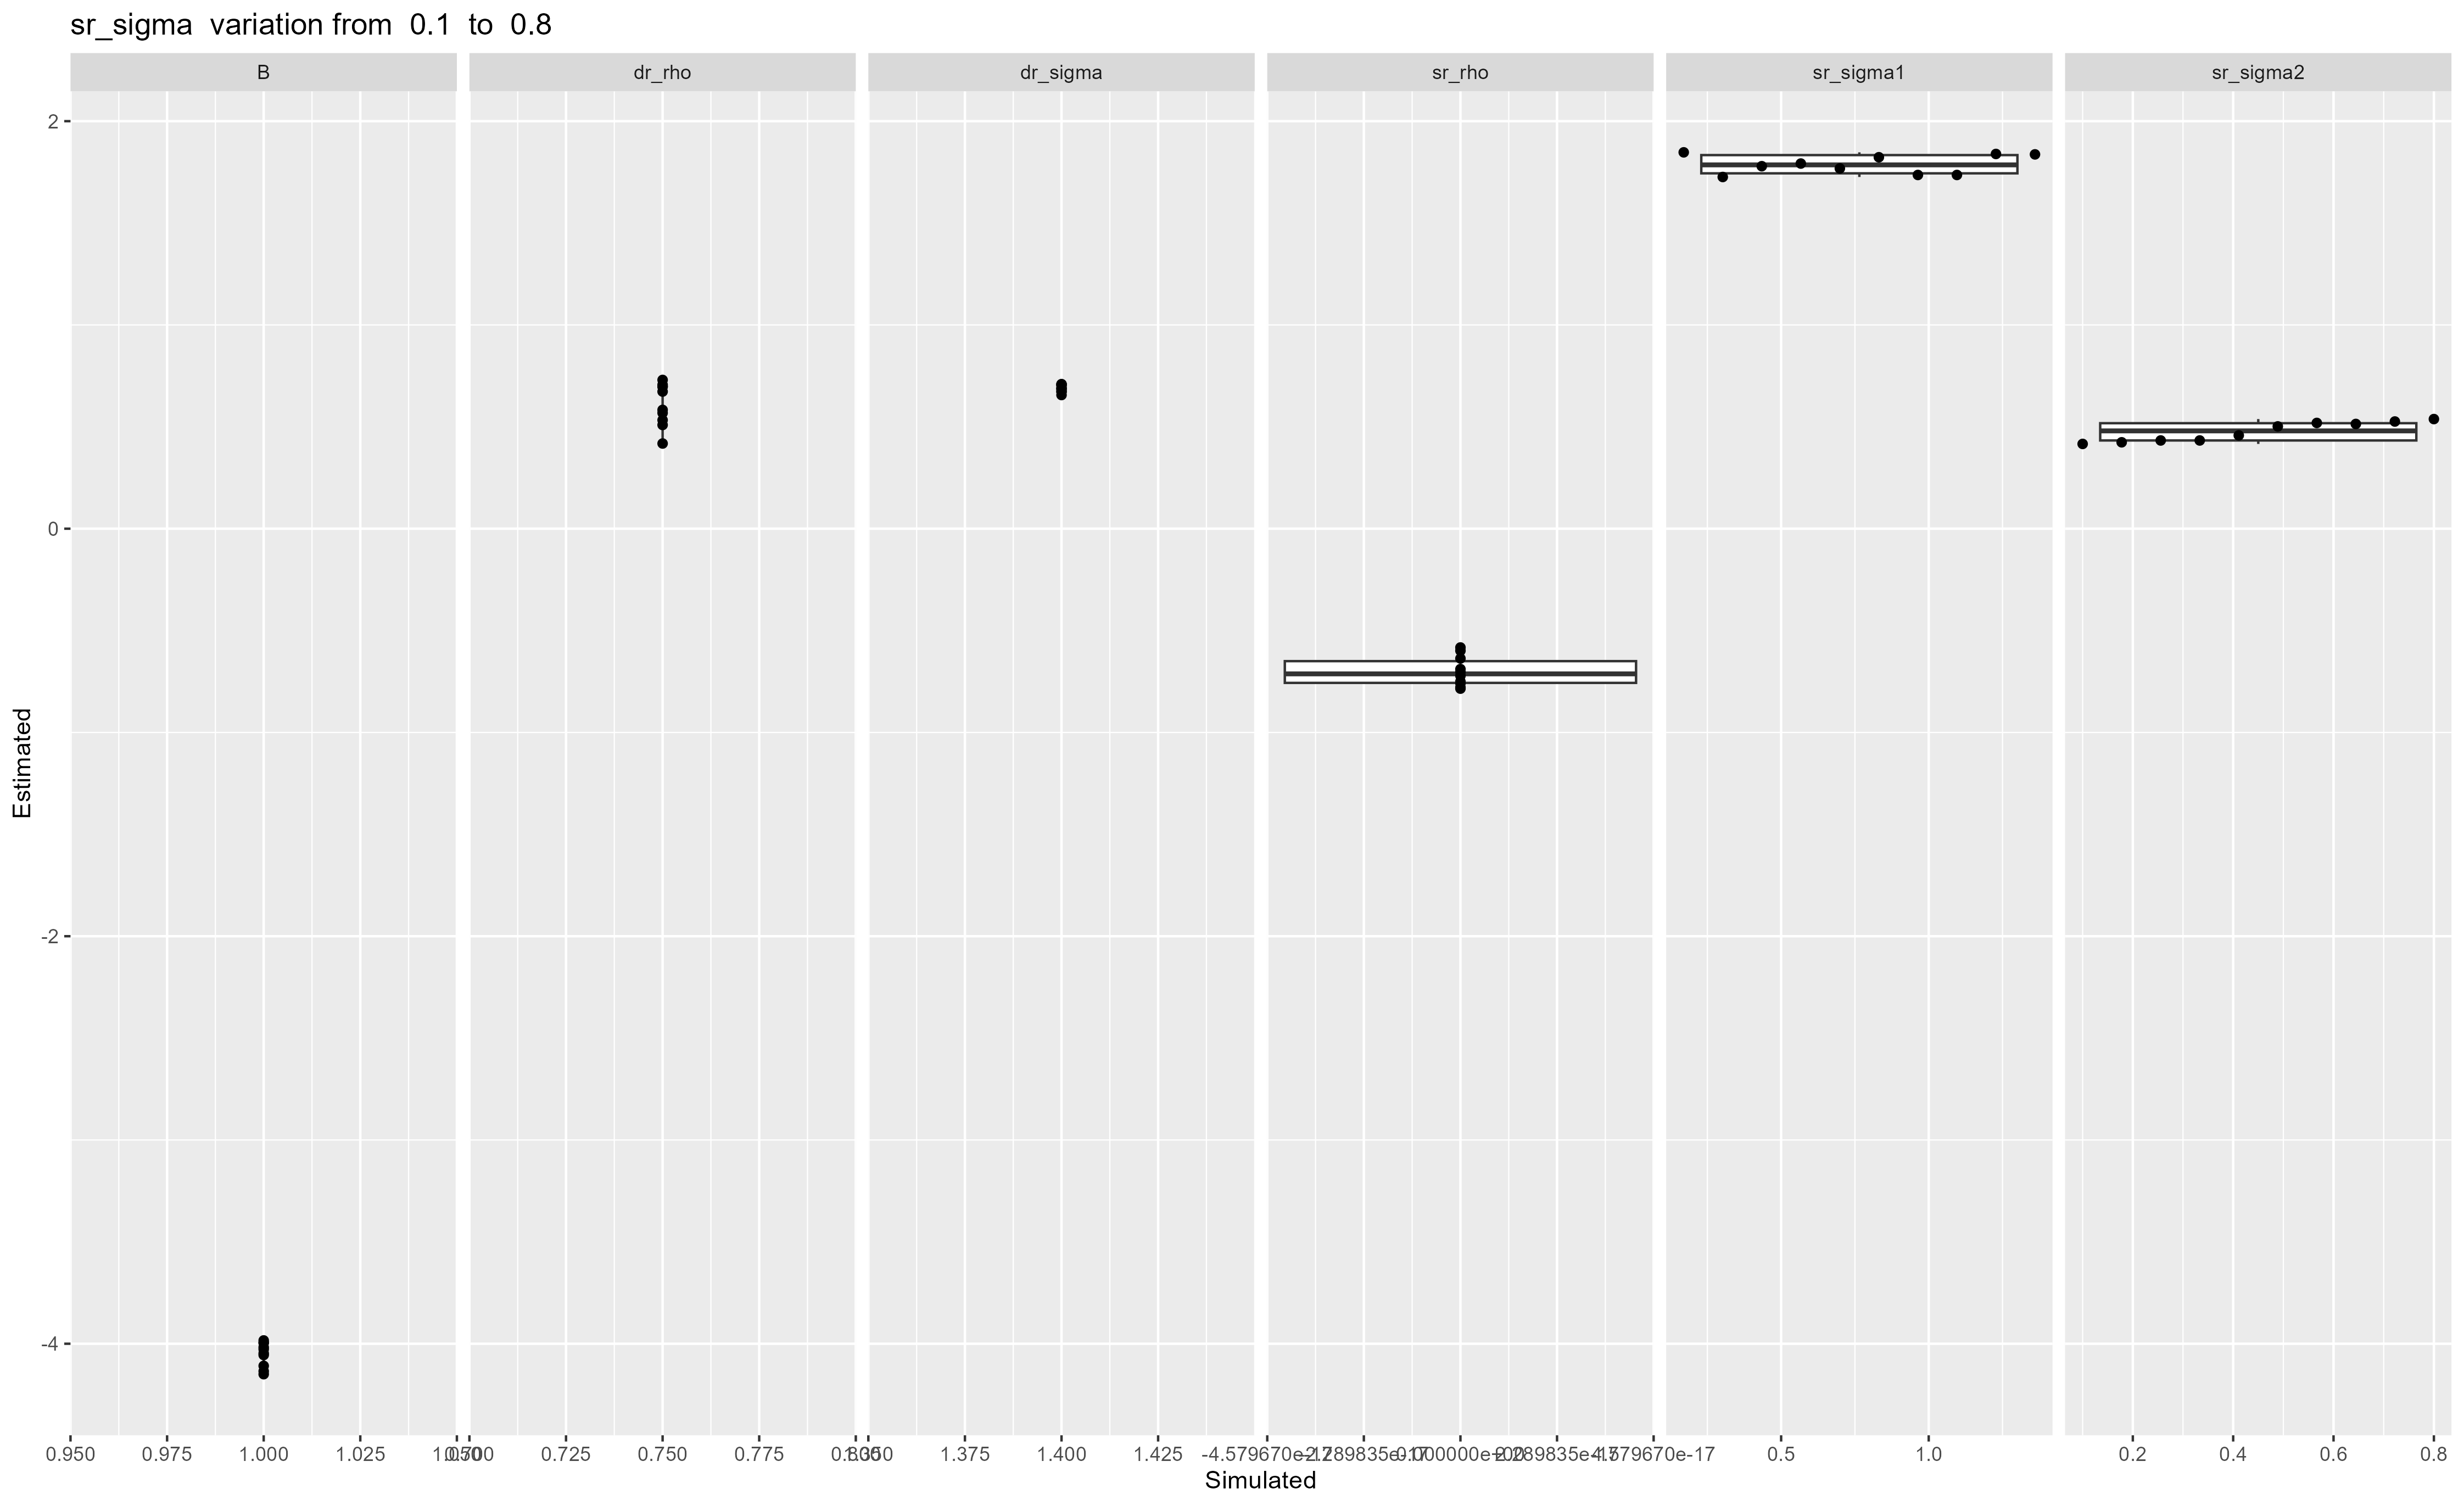 sr_sigma  variation from  0.1  to  0.8
B dr_rho dr_sigma sr_rho sr_sigma1 sr_sigma2
2
0
-2
-4
Estimated
0.950 0.975 1.000 1.025 0.725 0.750 0.775 1.375 1.400 1.425 0.5 1.0 0.2 0.4 0.6 0.8
Simulated